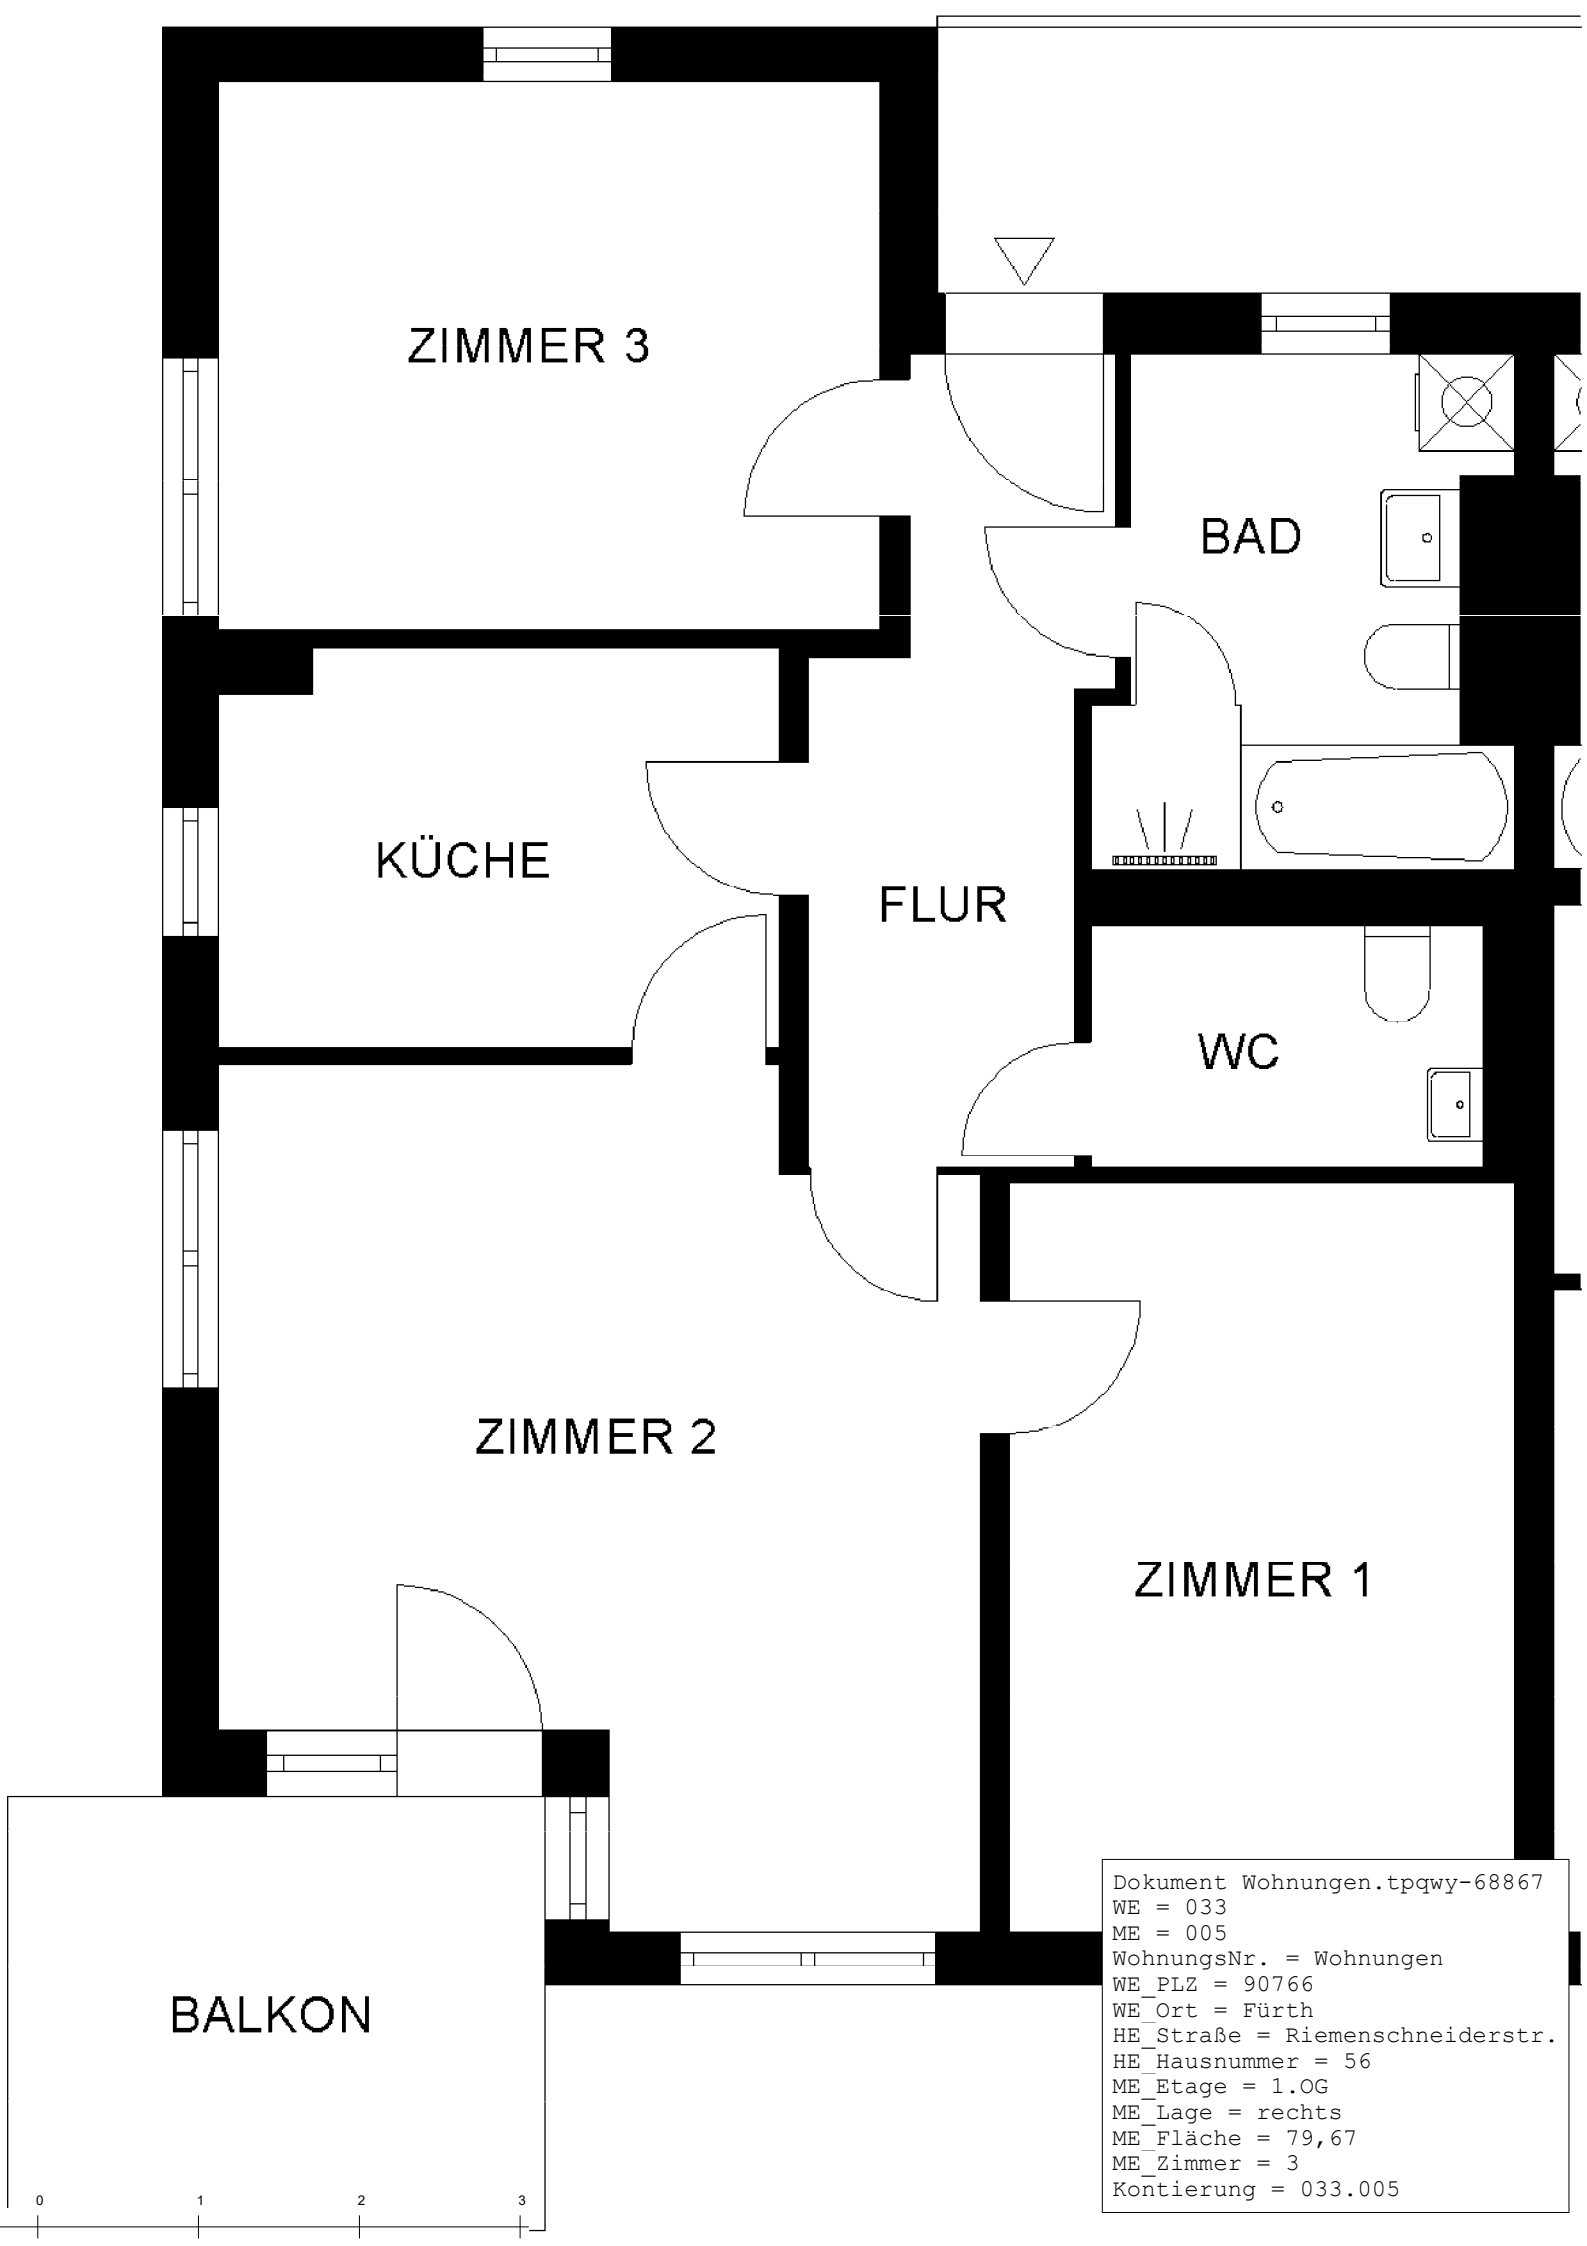 ZIMMER 3
BAD
KÜCHE
FLUR
WC
ZIMMER 2
ZIMMER 1
BALKON
Dokument Wohnungen.tpqwy-68867
WE = 033
ME = 005
WohnungsNr. = Wohnungen
WE_PLZ = 90766
WE_Ort = Fürth
HE_Straße = Riemenschneiderstr.
HE_Hausnummer = 56
ME_Etage = 1.OG
ME_Lage = rechts
ME_Fläche = 79,67
ME_Zimmer = 3
Kontierung = 033.005
0 1 2 3